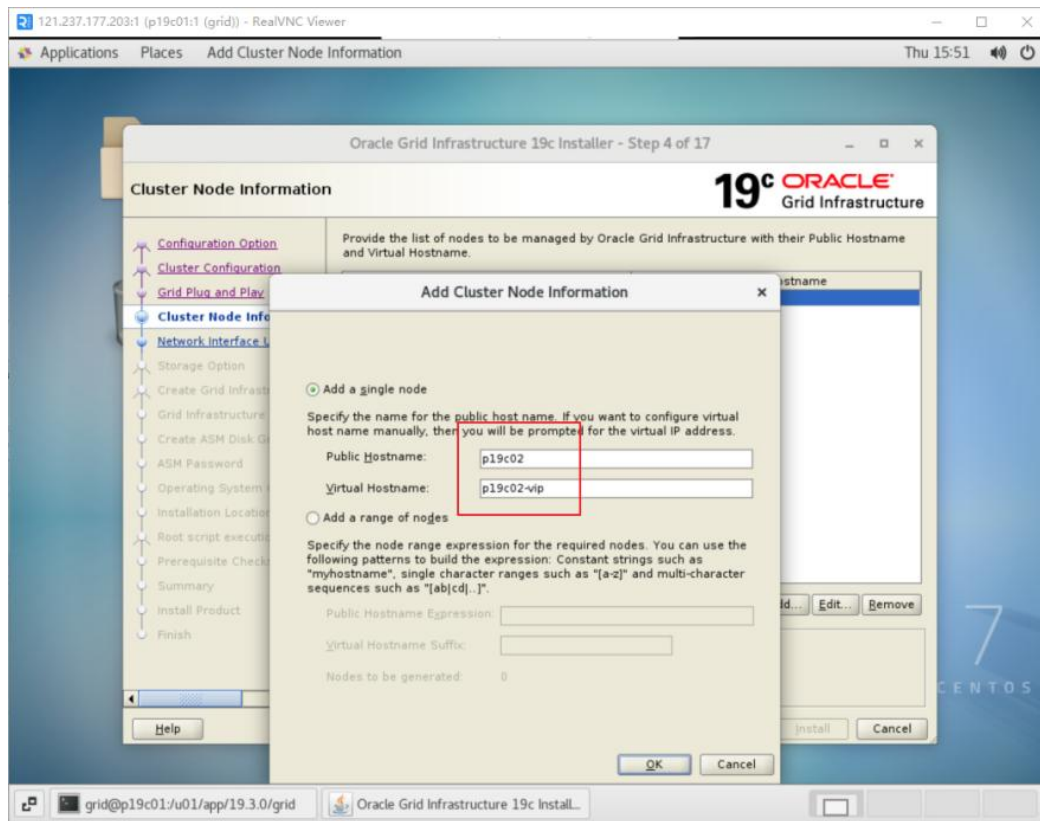 121.237.177.203:1 (p19c01:1 (grid)) - RealVNC Viewer
Applications Places Add Cluster Node Information Thu 15:51
Oracle Grid Infrastructure 19c Installer - Step 4 of 17
Cluster Node Information
19c ORACLE
Grid Infrastructure
Configuration Option
Cluster Configuration
Grid Plug and Play
Cluster Node Info
Network Interface U
Storage Option
Create Grid Infrast
Grid Infrastructure
Create ASM Disk G
ASM Password
Operating System
Installation Location
Root script executio
Prerequisite Check
Summary
Install Product
Finish
Provide the list of nodes to be managed by Oracle Grid Infrastructure with their Public Hostname
and Virtual Hostname.
ostname
Add Cluster Node Information
Add a single node
Specify the name for the public host name. If you want to configure virtual
host name manually, then you will be prompted for the virtual IP address.
Public Hostname: p19c02
Virtual Hostname: p19c02-vip
Add a range of nodes
Specify the node range expression for the required nodes. You can use the
following patterns to build the expression: Constant strings such as
"myhostname", single character ranges such as "[a-z]" and multi-character
sequences such as "[ab|cd|..]".
Public Hostname Expression:
Virtual Hostname Suffix:
Nodes to be generated: 0
OK Cancel
dd... Edit... Remove
Help
Install Cancel
7
CENTOS
grid@p19c01:/u01/app/19.3.0/grid Oracle Grid Infrastructure 19c Install...